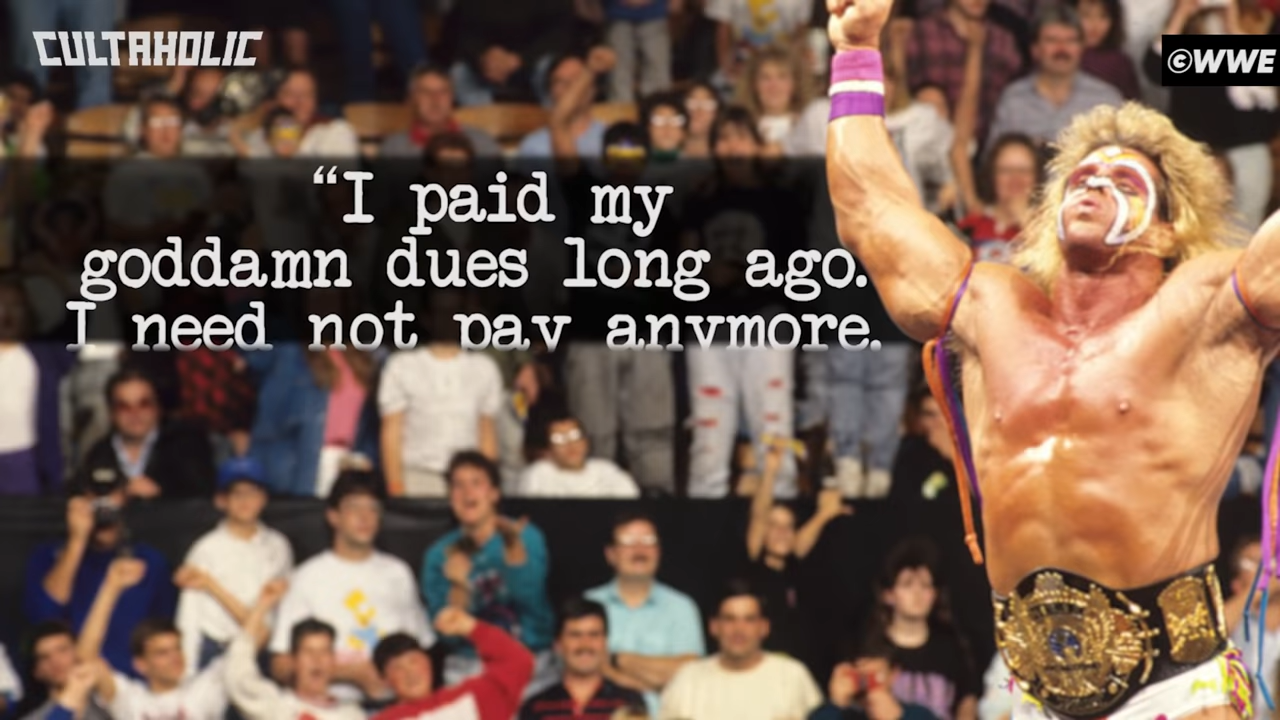 CULTAHOLIC
©WWE
“I paid my
goddamn dues long ago.
I need not pay anymore.